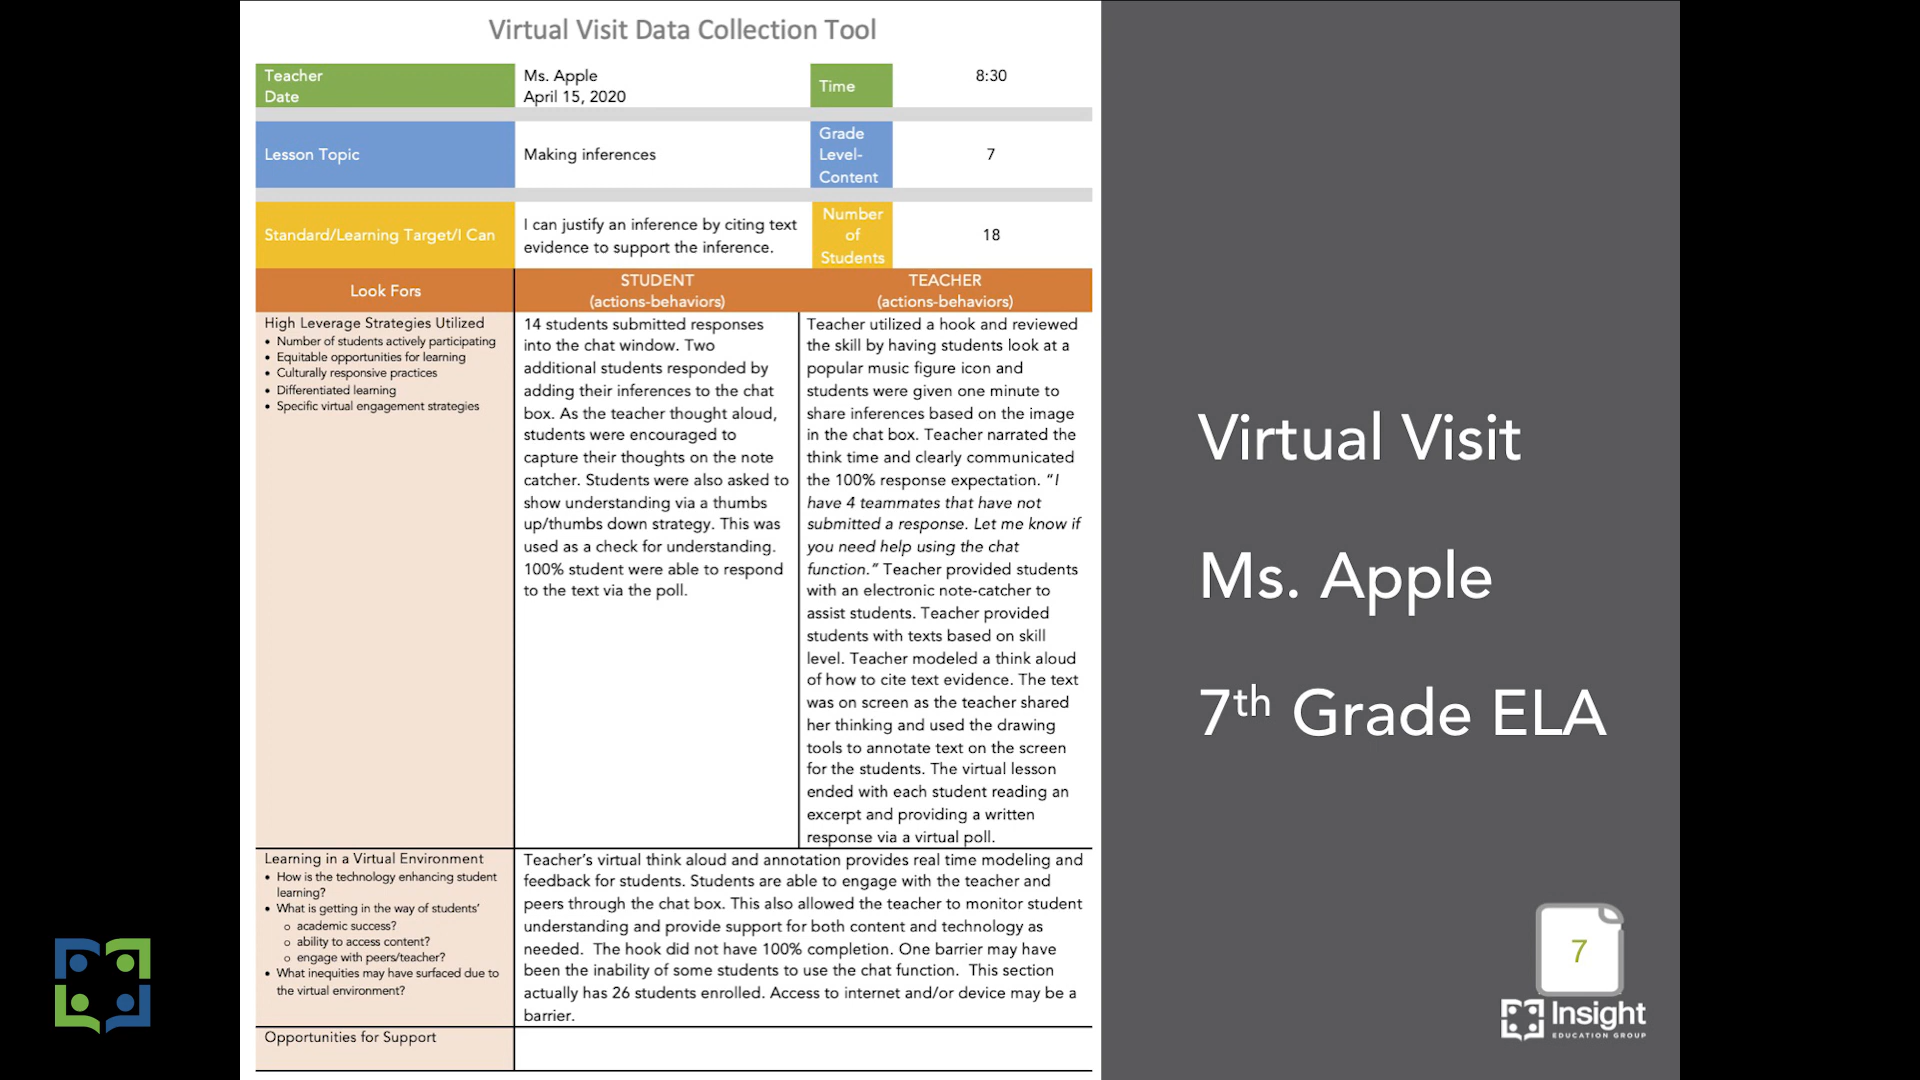 Virtual Visit Data Collection Tool
Teacher
Date
Ms. Apple
April 15, 2020
Time
8:30
Lesson Topic
Making inferences
Grade
Level-
Content
7
Standard/Learning Target/I Can
I can justify an inference by citing text
evidence to support the inference.
Number
of
Students
18
Look Fors
STUDENT
(actions-behaviors)
TEACHER
(actions-behaviors)
High Leverage Strategies Utilized
• Number of students actively participating
• Equitable opportunities for learning
• Culturally responsive practices
• Differentiated learning
• Specific virtual engagement strategies
14 students submitted responses
into the chat window. Two
additional students responded by
adding their inferences to the chat
box. As the teacher thought aloud,
students were encouraged to
capture their thoughts on the note
catcher. Students were also asked to
show understanding via a thumbs
up/thumbs down strategy. This was
used as a check for understanding.
100% student were able to respond
to the text via the poll.
Teacher utilized a hook and reviewed
the skill by having students look at a
popular music figure icon and
students were given one minute to
share inferences based on the image
in the chat box. Teacher narrated the
think time and clearly communicated
the 100% response expectation. "I
have 4 teammates that have not
submitted a response. Let me know if
you need help using the chat
function." Teacher provided students
with an electronic note-catcher to
assist students. Teacher provided
students with texts based on skill
level. Teacher modeled a think aloud
of how to cite text evidence. The text
was on screen as the teacher shared
her thinking and used the drawing
tools to annotate text on the screen
for the students. The virtual lesson
ended with each student reading an
excerpt and providing a written
response via a virtual poll.
Learning in a Virtual Environment
• How is the technology enhancing student
learning?
• What is getting in the way of students'
o academic success?
o ability to access content?
o engage with peers/teacher?
• What inequities may have surfaced due to
the virtual environment?
Teacher's virtual think aloud and annotation provides real time modeling and
feedback for students. Students are able to engage with the teacher and
peers through the chat box. This also allowed the teacher to monitor student
understanding and provide support for both content and technology as
needed. The hook did not have 100% completion. One barrier may have
been the inability of some students to use the chat function. This section
actually has 26 students enrolled. Access to internet and/or device may be a
barrier.
Opportunities for Support
Virtual Visit
Ms. Apple
7th Grade ELA
7
Insight
EDUCATION GROUP